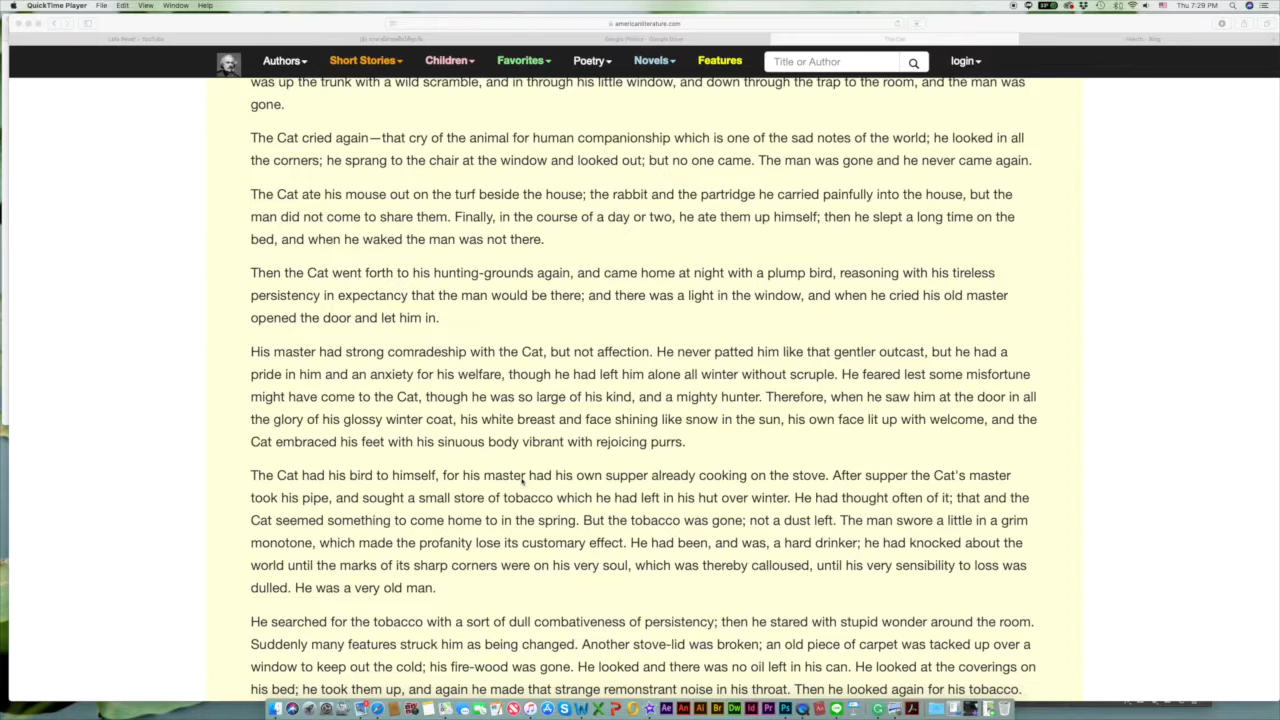 QuickTime Player File Edit View Window Help
Thu 7:29 PM
americanliterature.com
The Cat
Authors Short Stories Children Favorites Poetry Novels Features Title or Author login
was up the trunk with a wild scramble, and in through his little window, and down through the trap to the room, and the man was
gone.
The Cat cried again—that cry of the animal for human companionship which is one of the sad notes of the world; he looked in all
the corners; he sprang to the chair at the window and looked out; but no one came. The man was gone and he never came again.
The Cat ate his mouse out on the turf beside the house; the rabbit and the partridge he carried painfully into the house, but the
man did not come to share them. Finally, in the course of a day or two, he ate them up himself; then he slept a long time on the
bed, and when he waked the man was not there.
Then the Cat went forth to his hunting-grounds again, and came home at night with a plump bird, reasoning with his tireless
persistency in expectancy that the man would be there; and there was a light in the window, and when he cried his old master
opened the door and let him in.
His master had strong comradeship with the Cat, but not affection. He never patted him like that gentler outcast, but he had a
pride in him and an anxiety for his welfare, though he had left him alone all winter without scruple. He feared lest some misfortune
might have come to the Cat, though he was so large of his kind, and a mighty hunter. Therefore, when he saw him at the door in all
the glory of his glossy winter coat, his white breast and face shining like snow in the sun, his own face lit up with welcome, and the
Cat embraced his feet with his sinuous body vibrant with rejoicing purrs.
The Cat had his bird to himself, for his master had his own supper already cooking on the stove. After supper the Cat's master
took his pipe, and sought a small store of tobacco which he had left in his hut over winter. He had thought often of it; that and the
Cat seemed something to come home to in the spring. But the tobacco was gone; not a dust left. The man swore a little in a grim
monotone, which made the profanity lose its customary effect. He had been, and was, a hard drinker; he had knocked about the
world until the marks of its sharp corners were on his very soul, which was thereby calloused, until his very sensibility to loss was
dulled. He was a very old man.
He searched for the tobacco with a sort of dull combativeness of persistency; then he stared with stupid wonder around the room.
Suddenly many features struck him as being changed. Another stove-lid was broken; an old piece of carpet was tacked up over a
window to keep out the cold; his fire-wood was gone. He looked and there was no oil left in his can. He looked at the coverings on
his bed; he took them up, and again he made that strange remonstrant noise in his throat. Then he looked again for his tobacco.